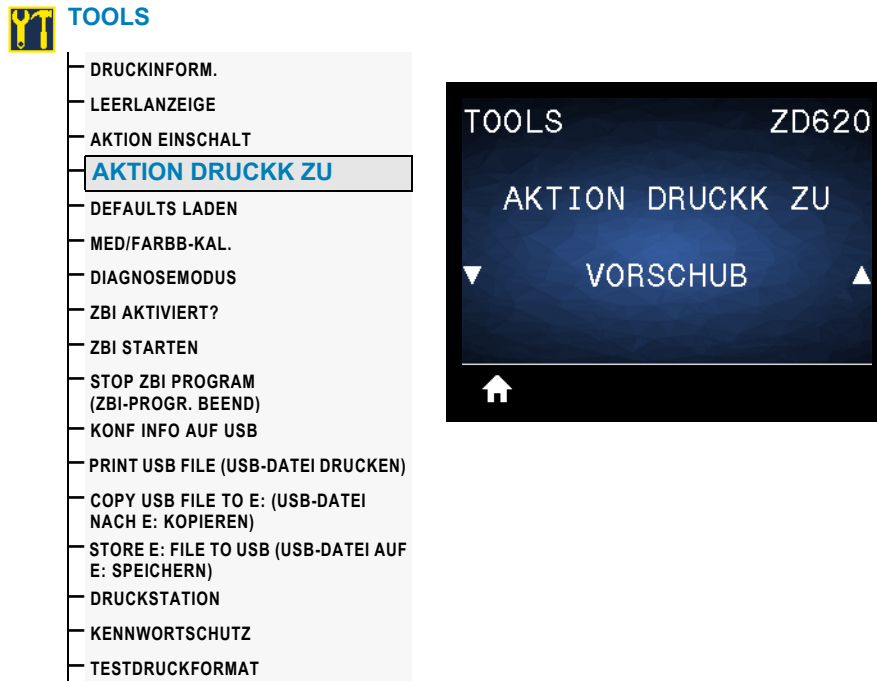 TOOLS
DRUCKINFORM.
LEERLANZEIGE
AKTION EINSCHALT
AKTION DRUCKK ZU
DEFAULTS LADEN
MED/FARBB-KAL.
DIAGNOSEMODUS
ZBI AKTIVIERT?
ZBI STARTEN
STOP ZBI PROGRAM
(ZBI-PROGR. BEEND)
KONF INFO AUF USB
PRINT USB FILE (USB-DATEI DRUCKEN)
COPY USB FILE TO E: (USB-DATEI
NACH E: KOPIEREN)
STORE E: FILE TO USB (USB-DATEI AUF
E: SPEICHERN)
DRUCKSTATION
KENNWORTSCHUTZ
TESTDRUCKFORMAT
TOOLS ZD620
AKTION DRUCKK ZU
VORSCHUB